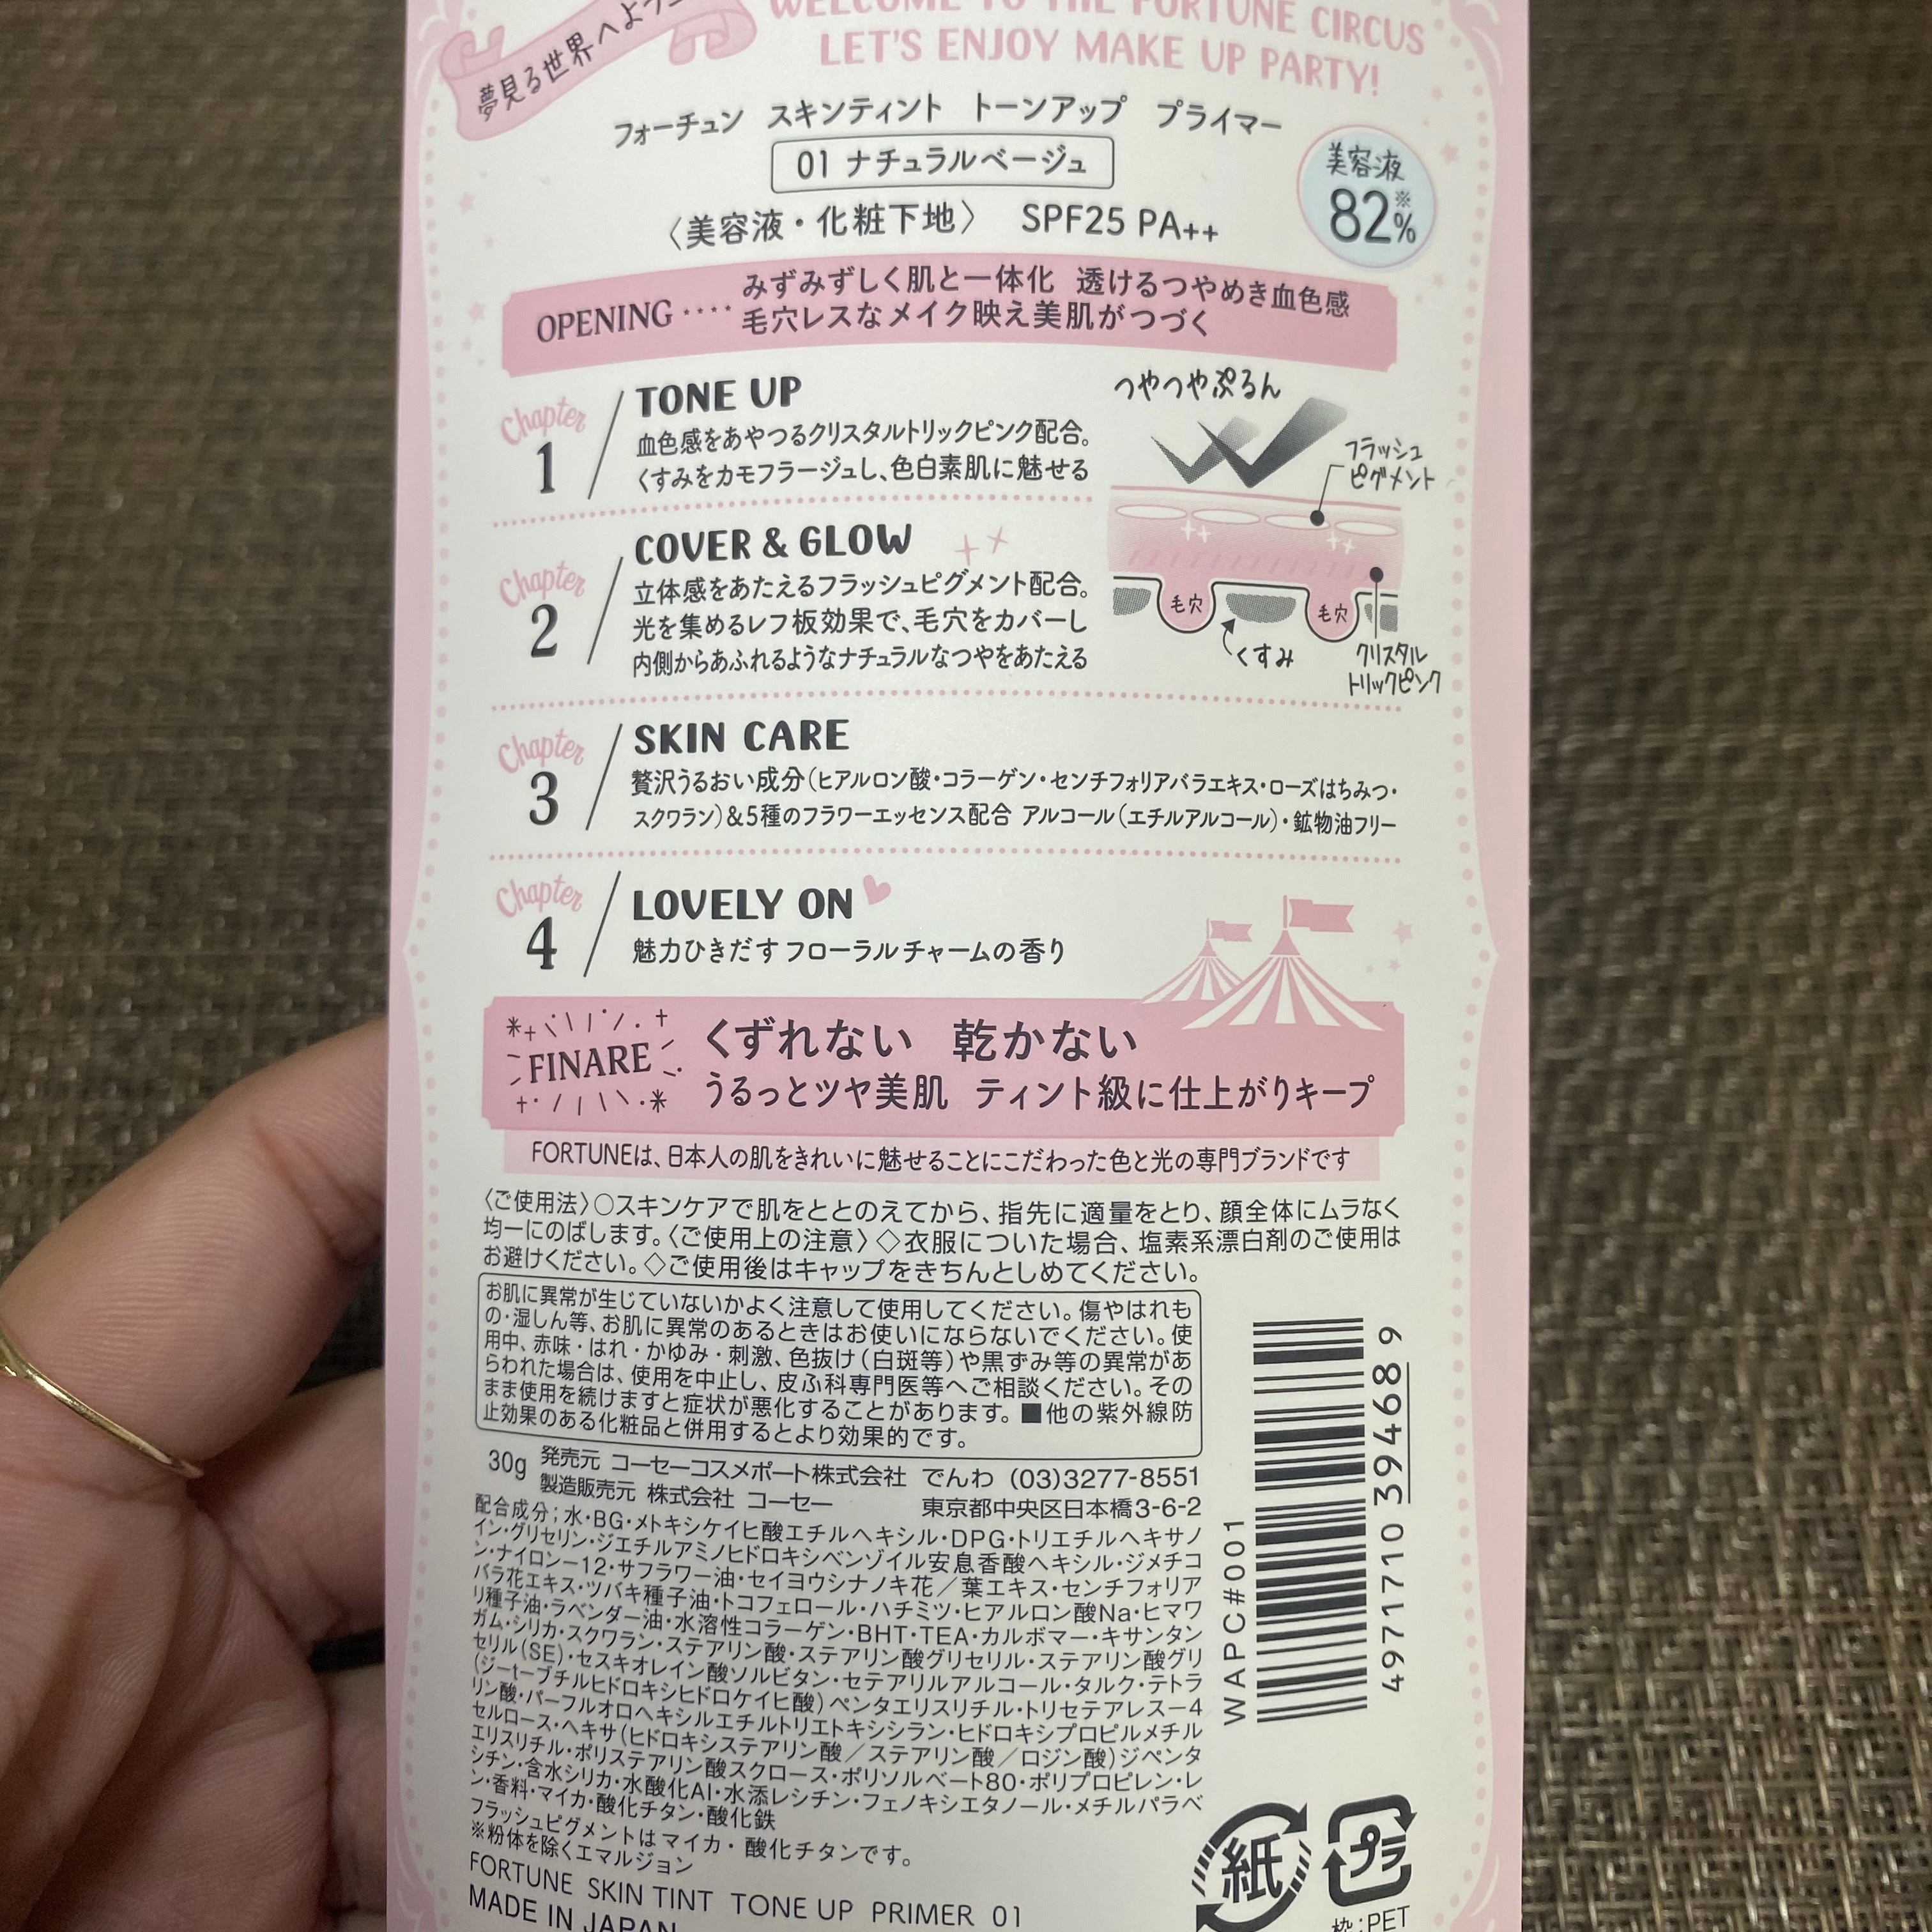 夢見る世界へよう
WELCOME TO THE FORTUNE CIRCUS
LET'S ENJOY MAKE UP PARTY!
フォーチュン スキンティント トーンアップ プライマー
01 ナチュラルベージュ
〈美容液・化粧下地〉 SPF25 PA++
美容液
82%※
OPENING ････ みずみずしく肌と一体化 透けるつやめき血色感
毛穴レスなメイク映え美肌がつづく
Chapter 1
TONE UP
血色感をあやつるクリスタルトリックピンク配合。
くすみをカモフラージュし、色白素肌に魅せる
つやつやぷるん
フラッシュ
ピグメント
毛穴
毛穴
くすみ
クリスタル
トリックピンク
Chapter 2
COVER & GLOW
立体感をあたえるフラッシュピグメント配合。
光を集めるレフ板効果で、毛穴をカバーし
内側からあふれるようなナチュラルなつやをあたえる
Chapter 3
SKIN CARE
贅沢うるおい成分(ヒアルロン酸・コラーゲン・センチフォリアバラエキス・ローズはちみつ・
スクワラン)&5種のフラワーエッセンス配合 アルコール(エチルアルコール)・鉱物油フリー
Chapter 4
LOVELY ON
魅力ひきだす フローラルチャームの香り
FINARE
くずれない 乾かない
うるっとツヤ美肌 ティント級に仕上がりキープ
FORTUNEは、日本人の肌をきれいに魅せることにこだわった色と光の専門ブランドです
〈ご使用法〉○スキンケアで肌をととのえてから、指先に適量をとり、顔全体にムラなく
均一にのばします。〈ご使用上の注意〉◇衣服についた場合、塩素系漂白剤のご使用は
お避けください。◇ご使用後はキャップをきちんとしめてください。
お肌に異常が生じていないかよく注意して使用してください。傷やはれも
の・湿しん等、お肌に異常のあるときはお使いにならないでください。使
用中、赤味・はれ・かゆみ・刺激、色抜け(白斑等)や黒ずみ等の異常があ
らわれた場合は、使用を中止し、皮ふ科専門医等へご相談ください。その
まま使用を続けますと症状が悪化することがあります。■他の紫外線防
止効果のある化粧品と併用するとより効果的です。
30g 発売元 コーセーコスメポート株式会社 でんわ (03)3277-8551
製造販売元 株式会社 コーセー 東京都中央区日本橋3-6-2
配合成分;水・BG・メトキシケイヒ酸エチルヘキシル・DPG・トリエチルヘキサノ
イン・グリセリン・ジエチルアミノヒドロキシベンゾイル安息香酸ヘキシル・ジメチコ
ン・ナイロン-12・サフラワー油・セイヨウシナノキ花/葉エキス・センチフォリア
バラ花エキス・ツバキ種子油・トコフェロール・ハチミツ・ヒアルロン酸Na・ヒマワ
リ種子油・ラベンダー油・水溶性コラーゲン・BHT・TEA・カルボマー・キサンタン
ガム・シリカ・スクワラン・ステアリン酸・ステアリン酸グリセリル・ステアリン酸グリ
セリル(SE)・セスキオレイン酸ソルビタン・セテアリルアルコール・タルク・テトラ
(ジーt-ブチルヒドロキシヒドロケイヒ酸)ペンタエリスリチル・トリセテアレス-4
リン酸・パーフルオロヘキシルエチルトリエトキシシラン・ヒドロキシプロピルメチル
セルロース・ヘキサ(ヒドロキシステアリン酸/ステアリン酸/ロジン酸)ジペンタ
エリスリチル・ポリステアリン酸スクロース・ポリソルベート80・ポリプロピレン・レ
シチン・含水シリカ・水酸化Al・水添レシチン・フェノキシエタノール・メチルパラベ
ン・香料・マイカ・酸化チタン・酸化鉄
フラッシュピグメントはマイカ・酸化チタンです。
※粉体を除くエマルジョン
FORTUNE SKIN TINT TONE UP PRIMER 01
MADE IN JAPAN
WAPC#001
4971710 394689
紙
プラ
枠:PET